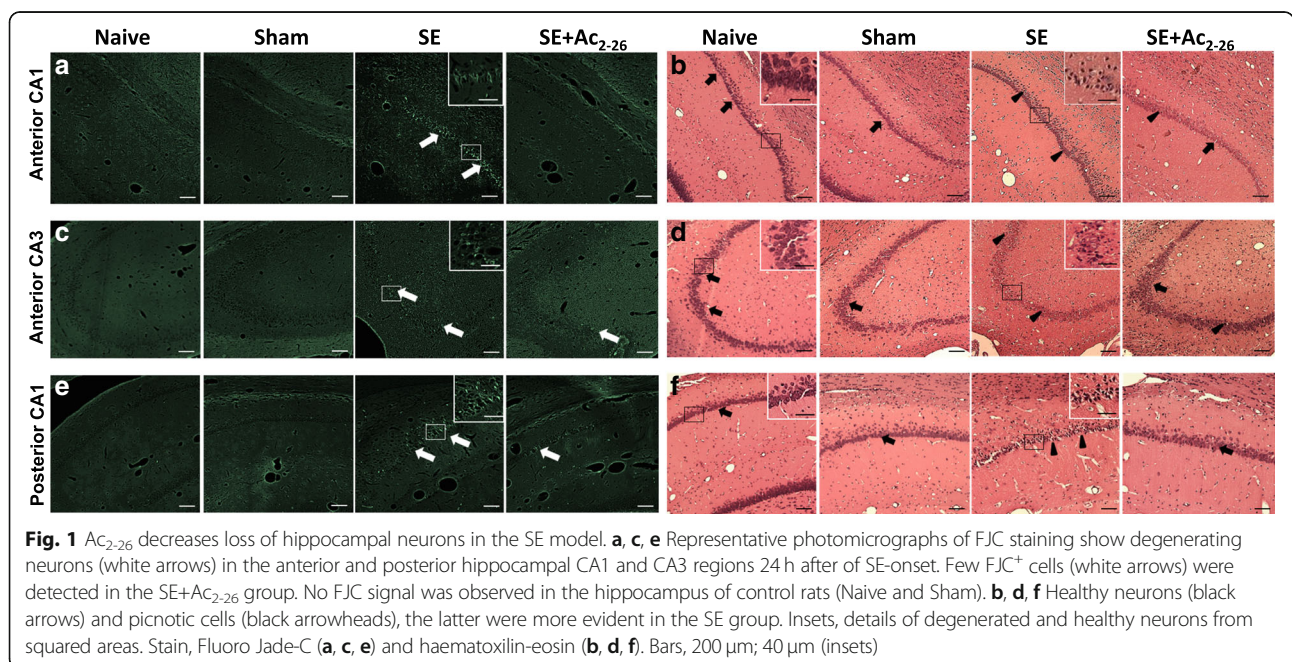 Naive Sham SE SE+Ac2-26 Naive Sham SE SE+Ac2-26
Anterior CA1
a
b
Anterior CA3
c
d
Posterior CA1
e
f
Fig. 1 Ac2-26 decreases loss of hippocampal neurons in the SE model. a, c, e Representative photomicrographs of FJC staining show degenerating
neurons (white arrows) in the anterior and posterior hippocampal CA1 and CA3 regions 24 h after of SE-onset. Few FJC+ cells (white arrows) were
detected in the SE+Ac2-26 group. No FJC signal was observed in the hippocampus of control rats (Naive and Sham). b, d, f Healthy neurons (black
arrows) and picnotic cells (black arrowheads), the latter were more evident in the SE group. Insets, details of degenerated and healthy neurons from
squared areas. Stain, Fluoro Jade-C (a, c, e) and haematoxilin-eosin (b, d, f). Bars, 200 μm; 40 μm (insets)